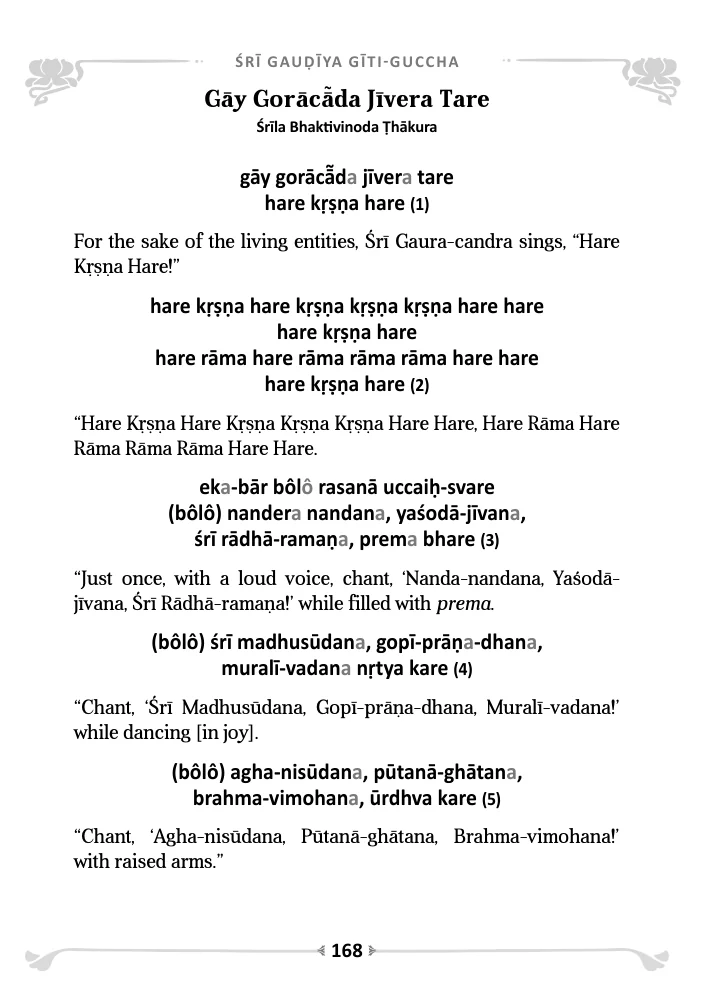 ŚRĪ GAUḌĪYA GĪTI-GUCCHA
Gāy Gorācā̃da Jīvera Tare
Śrīla Bhaktivinoda Ṭhākura
gāy gorācā̃da jīvera tare
hare kṛṣṇa hare (1)
For the sake of the living entities, Śrī Gaura-candra sings, “Hare
Kṛṣṇa Hare!”
hare kṛṣṇa hare kṛṣṇa kṛṣṇa kṛṣṇa hare hare
hare kṛṣṇa hare
hare rāma hare rāma rāma rāma hare hare
hare kṛṣṇa hare (2)
“Hare Kṛṣṇa Hare Kṛṣṇa Kṛṣṇa Kṛṣṇa Hare Hare, Hare Rāma Hare
Rāma Rāma Rāma Hare Hare.
eka-bār bôlô rasanā uccaiḥ-svare
(bôlô) nandera nandana, yaśodā-jīvana,
śrī rādhā-ramaṇa, prema bhare (3)
“Just once, with a loud voice, chant, ‘Nanda-nandana, Yaśodā-
jīvana, Śrī Rādhā-ramaṇa!’ while filled with prema.
(bôlô) śrī madhusūdana, gopī-prāṇa-dhana,
muralī-vadana nṛtya kare (4)
“Chant, ‘Śrī Madhusūdana, Gopī-prāṇa-dhana, Muralī-vadana!’
while dancing [in joy].
(bôlô) agha-nisūdana, pūtanā-ghātana,
brahma-vimohana, ūrdhva kare (5)
“Chant, ‘Agha-nisūdana, Pūtanā-ghātana, Brahma-vimohana!’
with raised arms.”
168